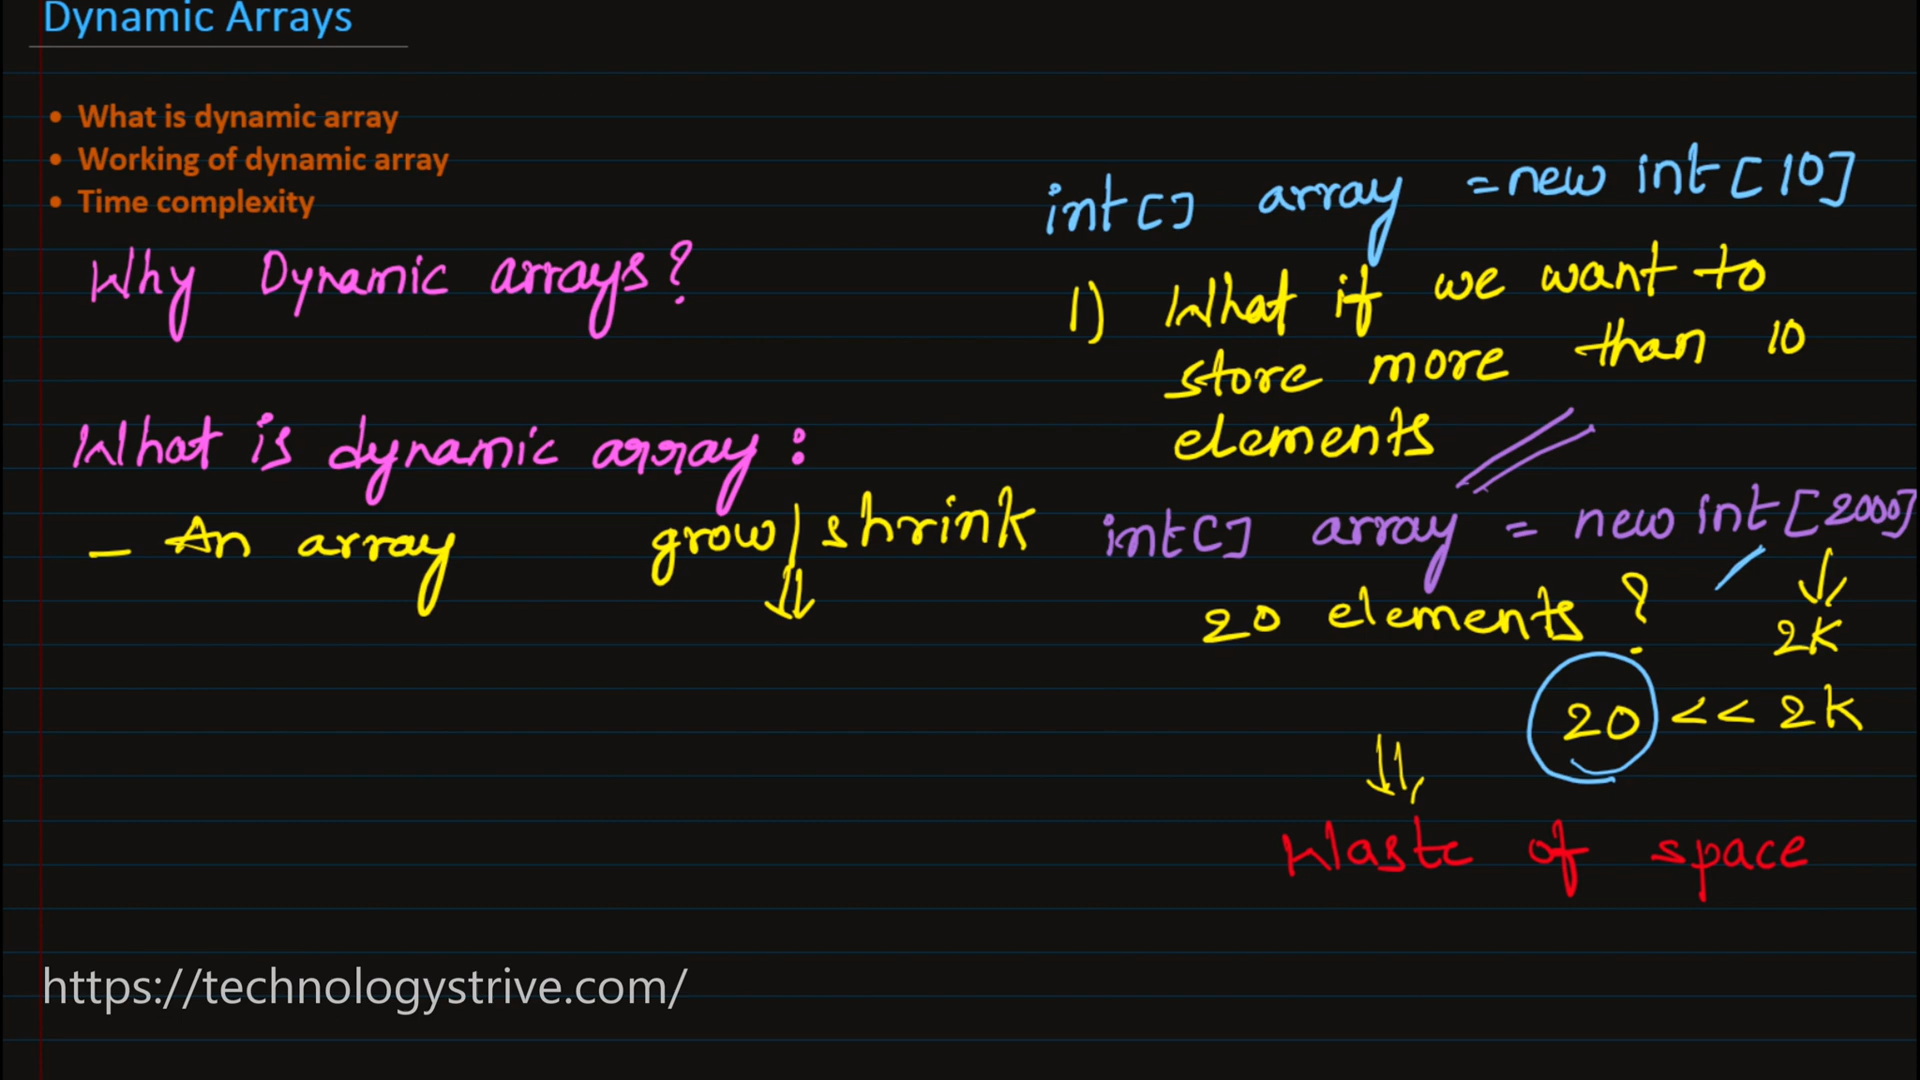 Dynamic Arrays
• What is dynamic array
• Working of dynamic array
• Time complexity
Why Dynamic arrays?
What is dynamic array:
- An array grow/shrink
int[] array = new int[10]
1) What if we want to
store more than 10
elements
int[] array = new int[2000]
20 elements?
2K
20 << 2K
Waste of space
https://technologystrive.com/